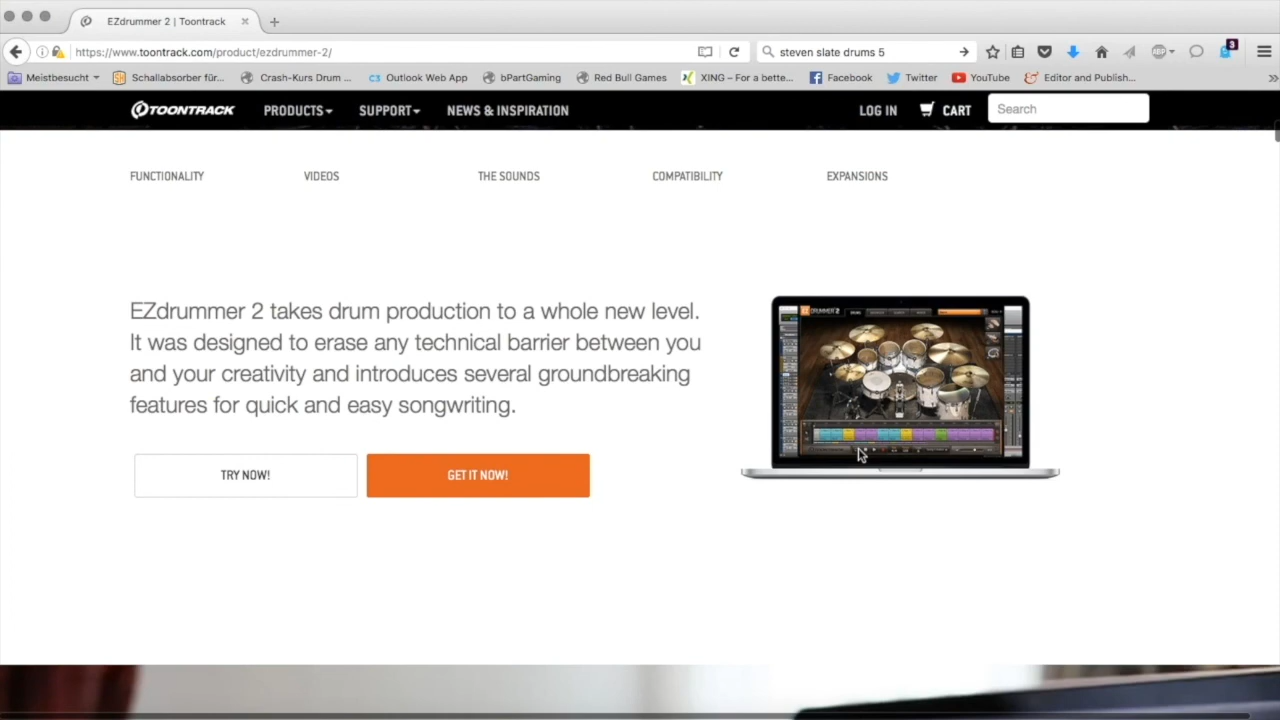 EZdrummer 2 | Toontrack
https://www.toontrack.com/product/ezdrummer-2/
steven slate drums 5
3
Meistbesucht
Schallabsorber für...
Crash-Kurs Drum ...
Outlook Web App
bPartGaming
Red Bull Games
XING – For a bette...
Facebook
Twitter
YouTube
Editor and Publish...
TOONTRACK
PRODUCTS
SUPPORT
NEWS & INSPIRATION
LOG IN
CART
Search
FUNCTIONALITY
VIDEOS
THE SOUNDS
COMPATIBILITY
EXPANSIONS
EZdrummer 2 takes drum production to a whole new level.
It was designed to erase any technical barrier between you
and your creativity and introduces several groundbreaking
features for quick and easy songwriting.
TRY NOW!
GET IT NOW!